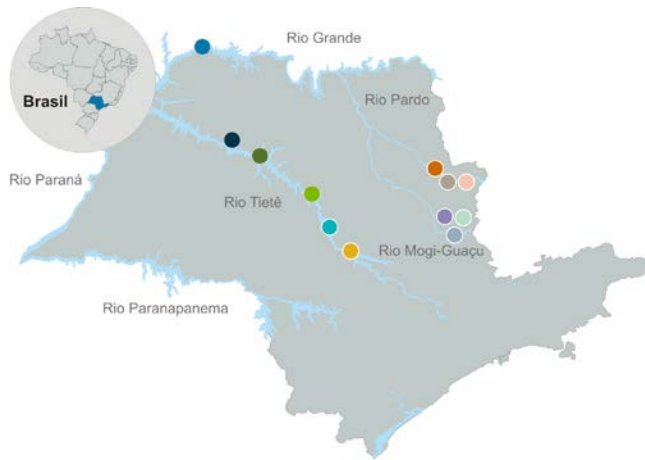 Rio Grande
Brasil
Rio Pardo
Rio Paraná
Rio Tietê
Rio Mogi-Guaçu
Rio Paranapanema